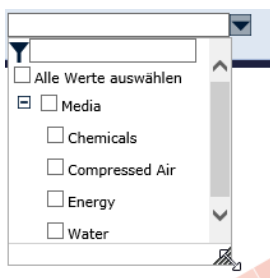 Alle Werte auswählen
Media
Chemicals
Compressed Air
Energy
Water